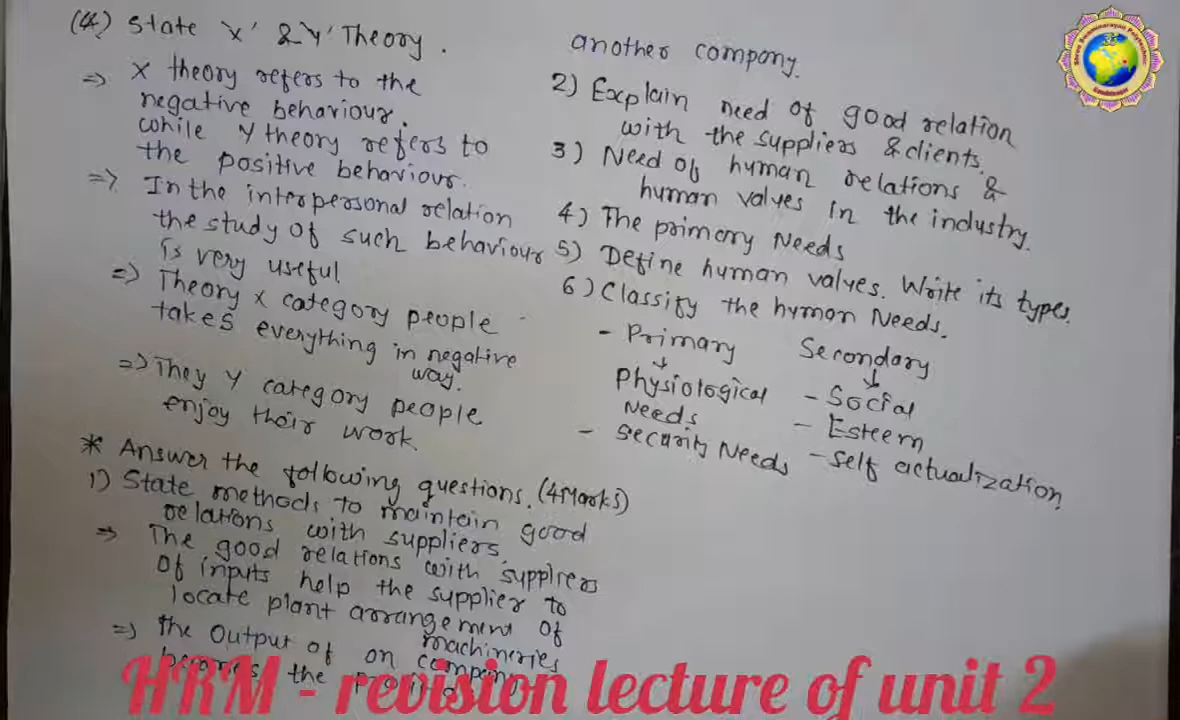 (4) State 'X' & 'Y' Theory.
=> X theory refers to the
negative behaviour.
while Y theory refers to
the positive behaviour.
=> In the interpersonal relation
the study of such behaviour
is very useful
=> Theory X category people
takes everything in negative
way.
=> They Y category people
enjoy their work.
* Answer the following questions. (4 Marks)
1) State methods to maintain good
relations with suppliers.
=> The good relations with suppliers
of inputs help the supplier to
locate plant arrangement of
machineries
=> the output of on company
becomes the
another company.
2) Explain need of good relation
with the suppliers & clients.
3) Need of human relations &
human values in the industry.
4) The primary Needs
5) Define human values. Write its types.
6) Classify the human Needs.
- Primary Secondary
↓ ↓
Physiological - Social
Needs - Esteem
- Security Needs - self actualization
HRM - revision lecture of unit 2